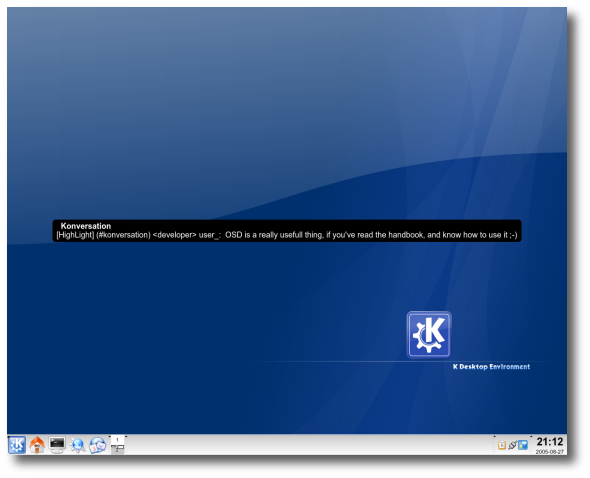 Konversation
[HighLight] (#konversation) <developer> user_:  OSD is a really usefull thing, if you've read the handbook, and know how to use it ;-)
K Desktop Environment
1
2
21:12
2005-08-27